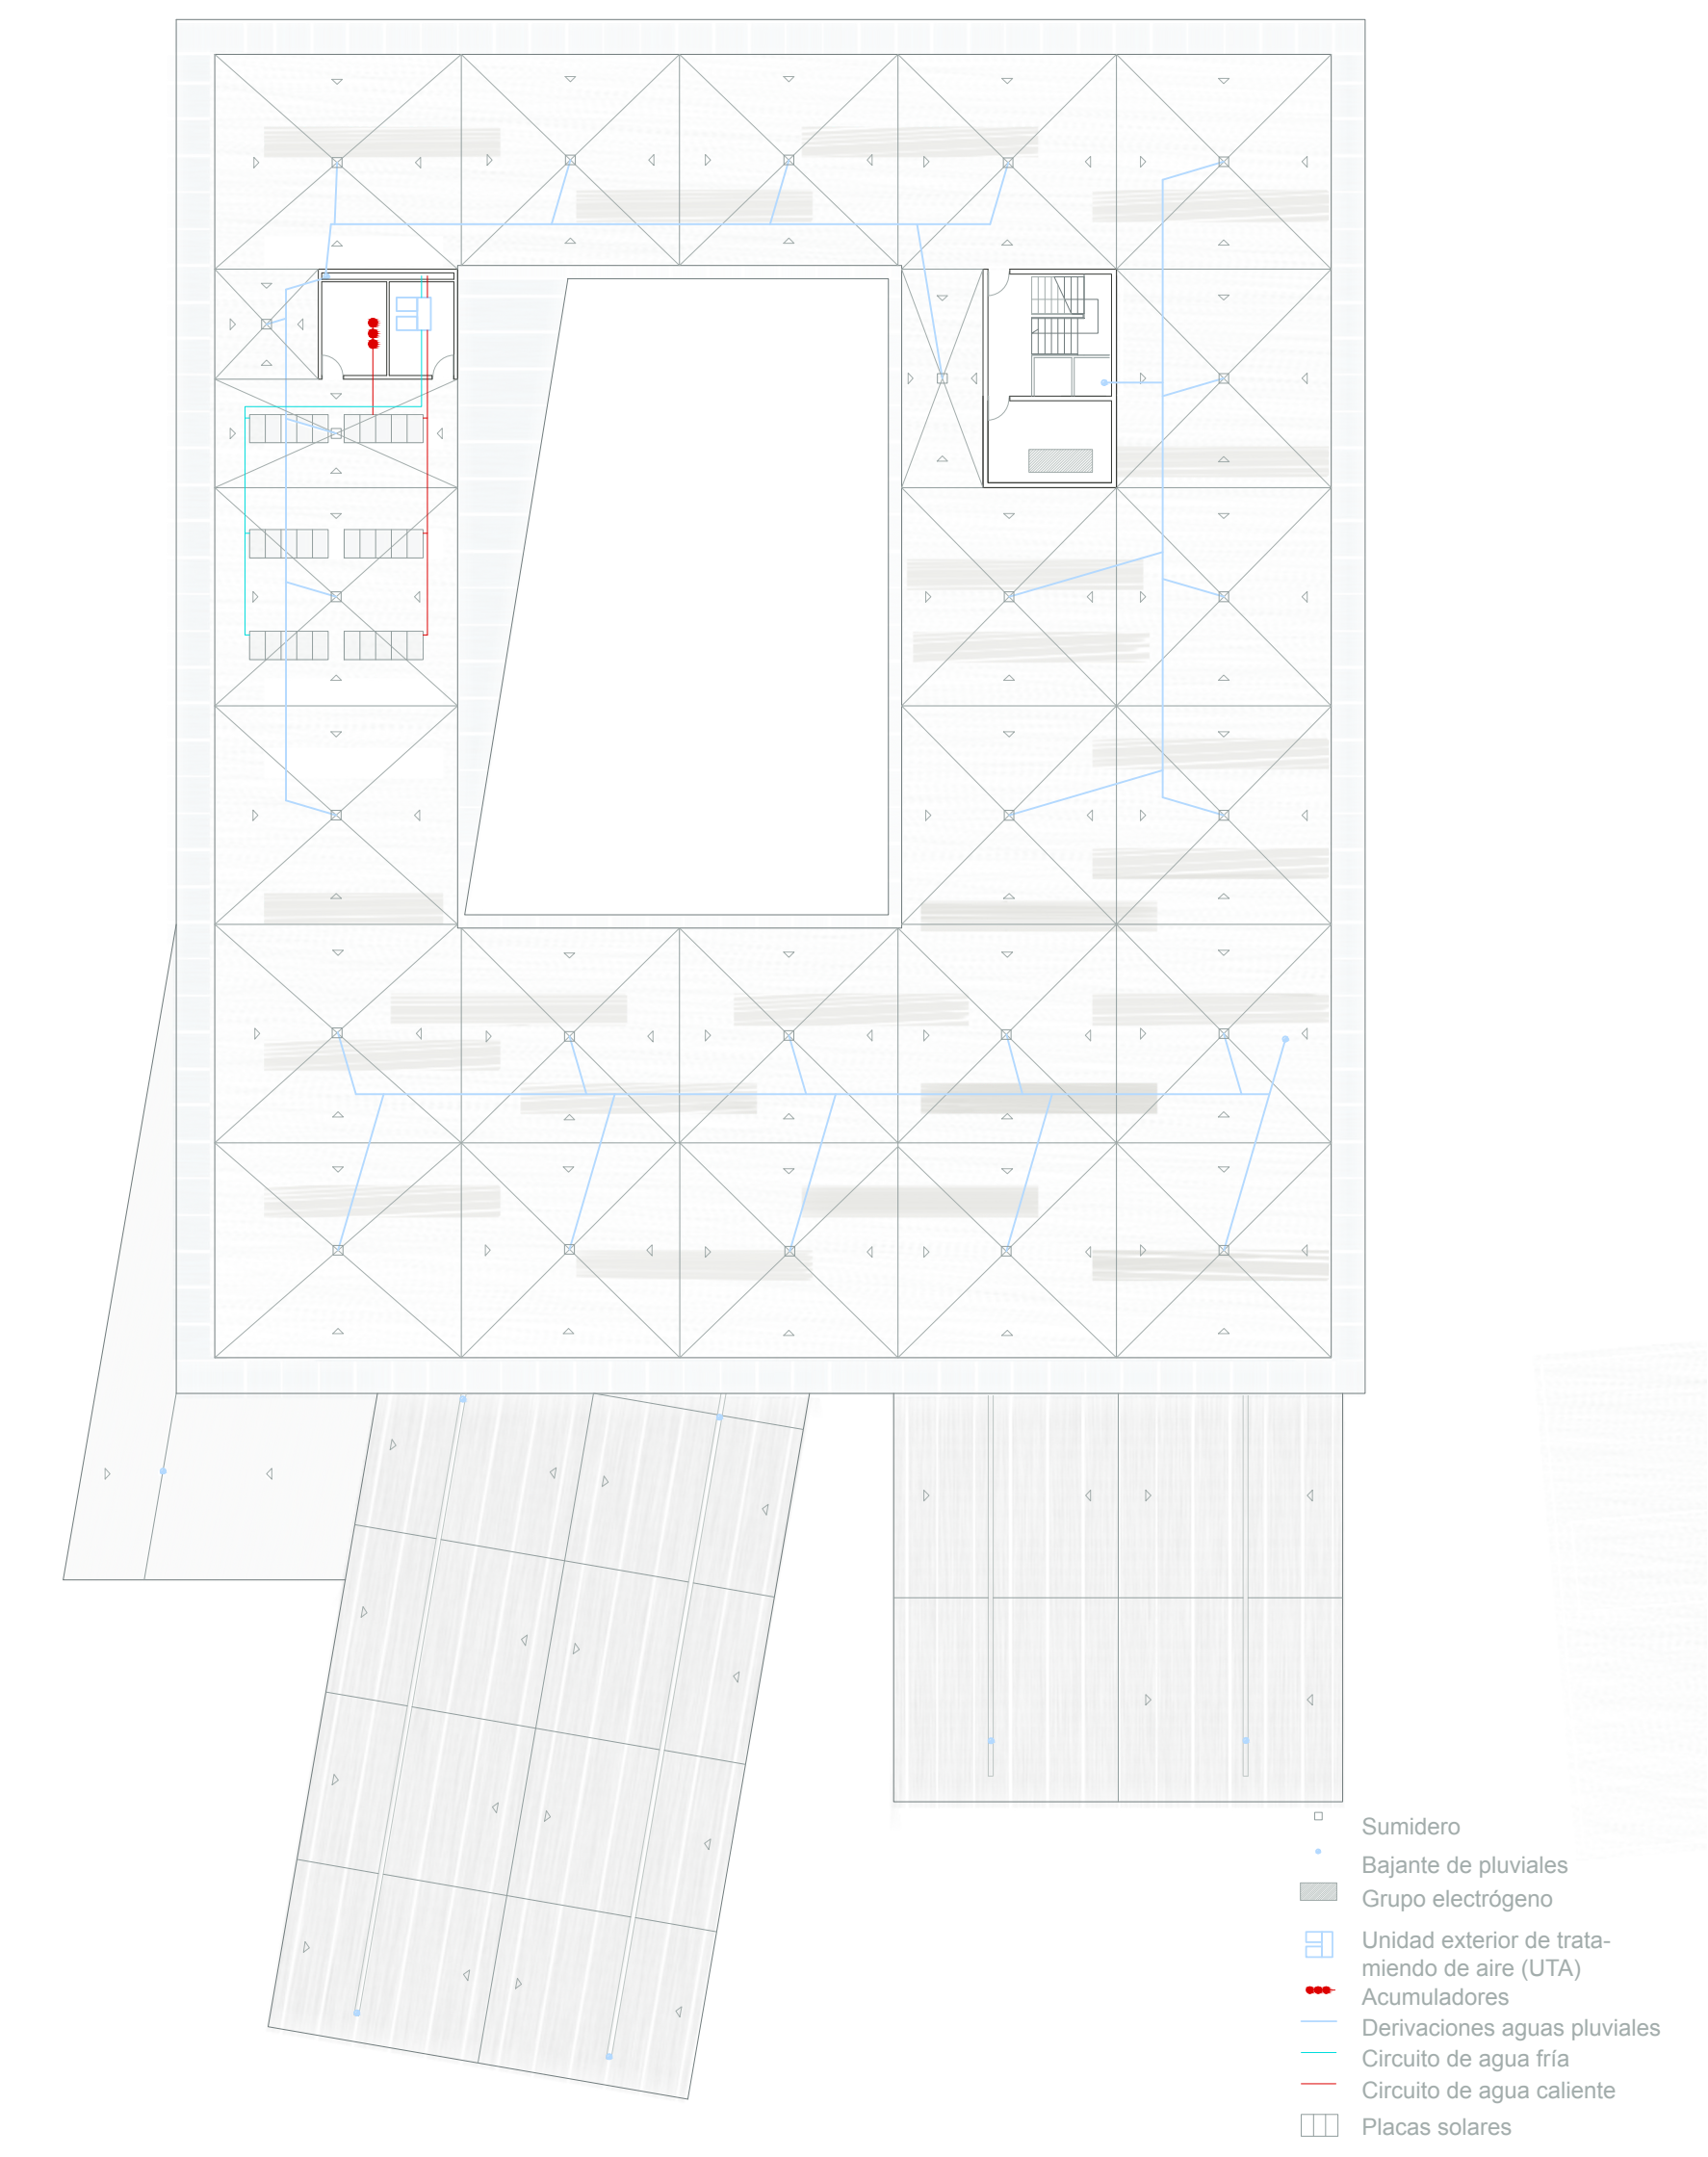 Sumidero
Bajante de pluviales
Grupo electrógeno
Unidad exterior de trata-
miendo de aire (UTA)
Acumuladores
Derivaciones aguas pluviales
Circuito de agua fría
Circuito de agua caliente
Placas solares